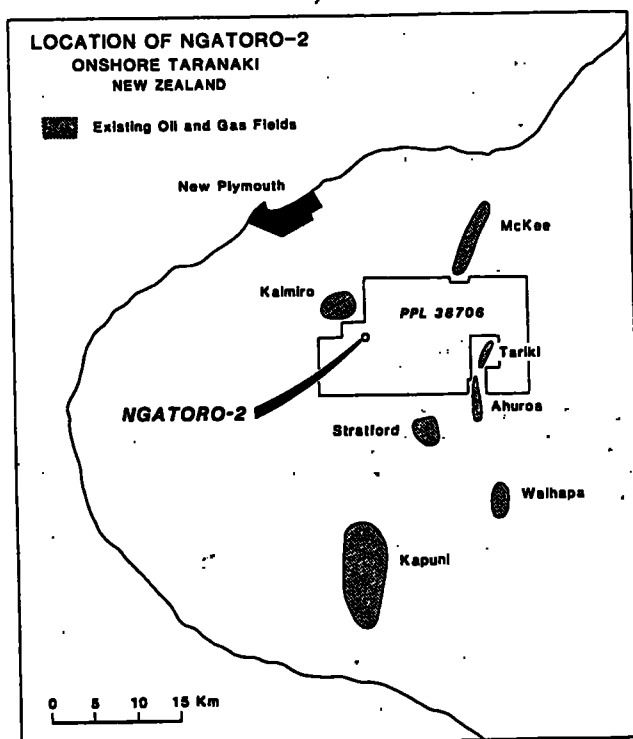 LOCATION OF NGATORO-2
ONSHORE TARANAKI
NEW ZEALAND
Existing Oil and Gas Fields
New Plymouth
McKee
Kaimiro
PPL 38706
Tariki
Ahuroa
NGATORO-2
Stratford
Waihapa
Kapuni
0 5 10 15 Km